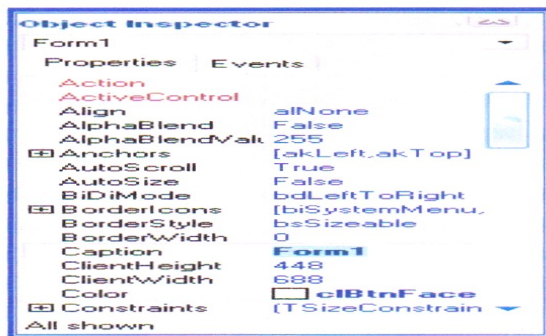 Object Inspector
Form1
Properties Events
Action
ActiveControl
Align alNone
AlphaBlend False
AlphaBlendValu 255
Anchors [akLeft,akTop]
AutoScroll True
AutoSize False
BiDiMode bdLeftToRight
BorderIcons [biSystemMenu,
BorderStyle bsSizeable
BorderWidth 0
Caption Form1
ClientHeight 448
ClientWidth 688
Color clBtnFace
Constraints (TSizeConstrain
All shown